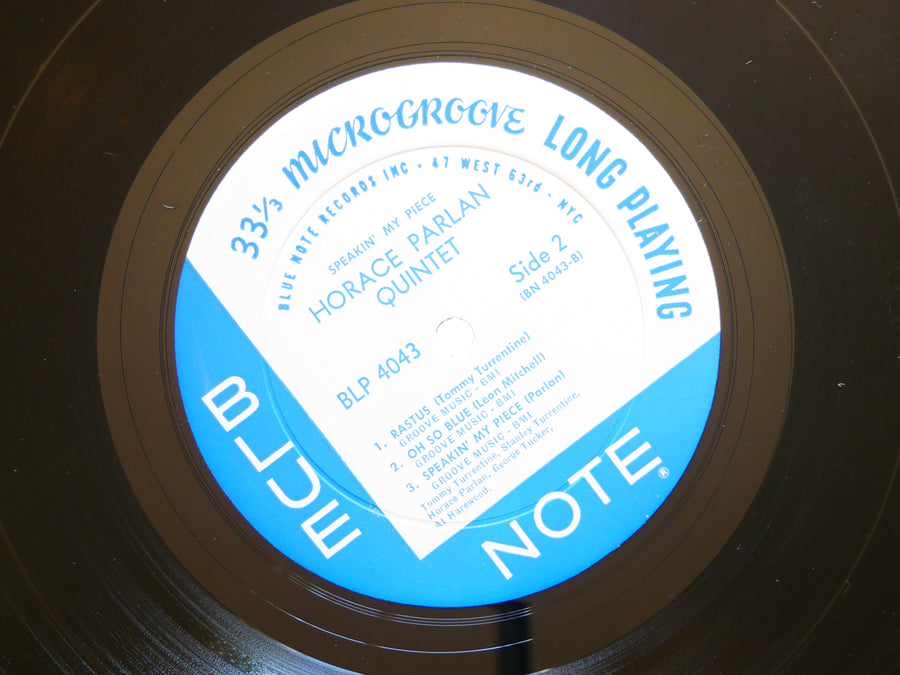 33⅓ MICROGROOVE LONG PLAYING
BLUE NOTE RECORDS INC • 47 WEST 63rd • NYC
SPEAKIN' MY PIECE
HORACE PARLAN
QUINTET
Side 2
(BN 4043-B)
BLP 4043
1. RASTUS (Tommy Turrentine)
GROOVE MUSIC - BMI
2. OH SO BLUE (Leon Mitchell)
GROOVE MUSIC - BMI
3. SPEAKIN' MY PIECE (Parlan)
GROOVE MUSIC - BMI
Tommy Turrentine, Stanley Turrentine,
Horace Parlan, George Tucker,
Al Harewood.
BLUE
NOTE®